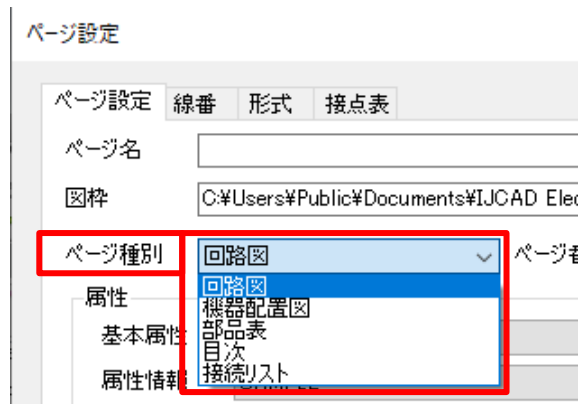 ページ設定
ページ設定 線番 形式 接点表
ページ名
図枠 C:¥Users¥Public¥Documents¥IJCAD Elec
ページ種別 回路図 ページ
回路図
機器配置図
部品表
目次
接続リスト
属性
基本属性
属性情報